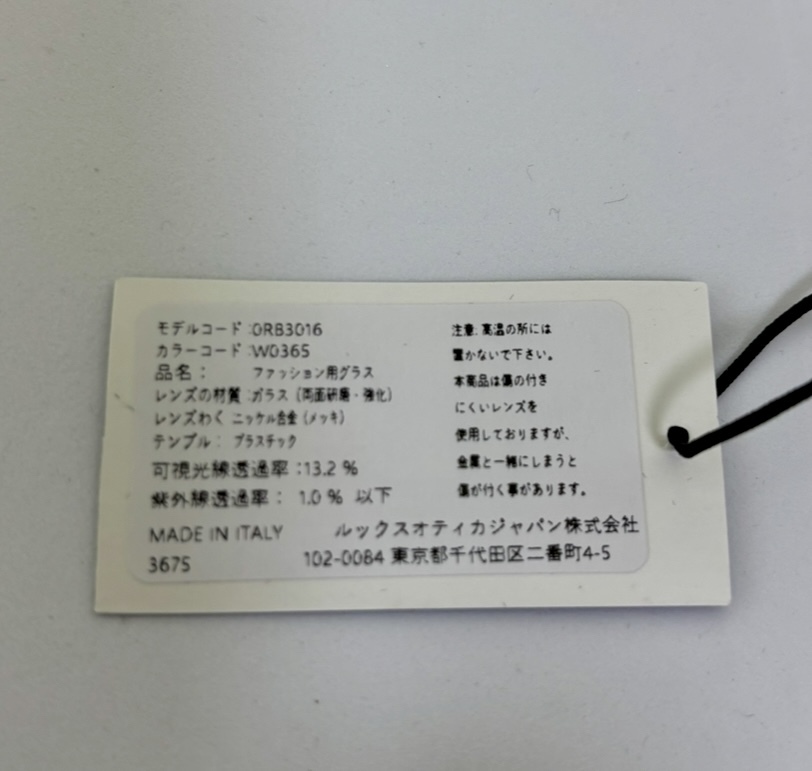 モデルコード :0RB3016
カラーコード :W0365
品名： ファッション用グラス
レンズの材質 :ガラス（両面研磨・強化）
レンズわく ニッケル合金（メッキ）
テンプル： プラスチック
可視光線透過率：13.2 %
紫外線透過率： 1.0 % 以下
注意: 高温の所には
置かないで下さい。
本商品は傷の付き
にくいレンズを
使用しておりますが、
金属と一緒にしまうと
傷が付く事があります。
MADE IN ITALY ルックスオティカジャパン株式会社
3675 102-0084 東京都千代田区二番町4-5